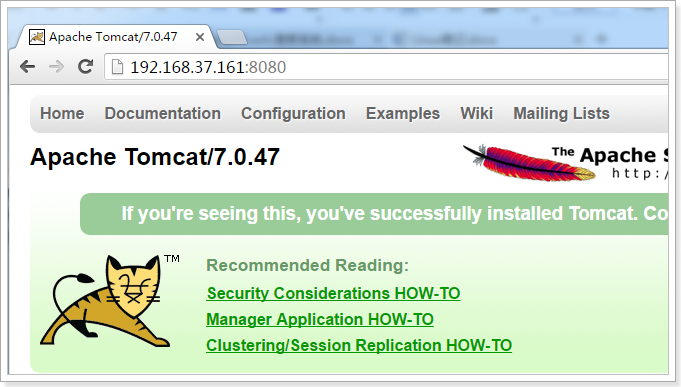 Apache Tomcat/7.0.47
192.168.37.161:8080
Home Documentation Configuration Examples Wiki Mailing Lists
Apache Tomcat/7.0.47
The Apache S
http:/
If you're seeing this, you've successfully installed Tomcat. Co
TM
Recommended Reading:
Security Considerations HOW-TO
Manager Application HOW-TO
Clustering/Session Replication HOW-TO